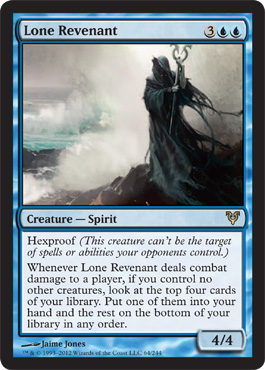 Lone Revenant 3
Creature — Spirit
Hexproof (This creature can't be the target
of spells or abilities your opponents control.)
Whenever Lone Revenant deals combat
damage to a player, if you control no
other creatures, look at the top four cards
of your library. Put one of them into your
hand and the rest on the bottom of your
library in any order.
Jaime Jones
™ & © 1993–2012 Wizards of the Coast LLC 64/244
4/4